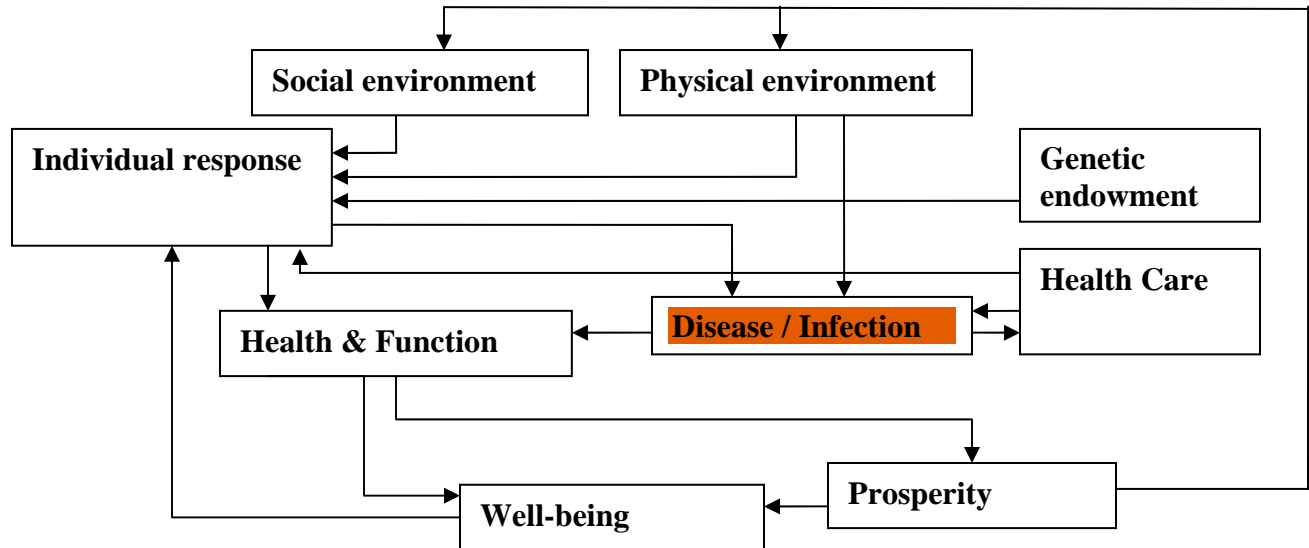 Social environment
Physical environment
Individual response
Genetic
endowment
Health Care
Disease / Infection
Health & Function
Prosperity
Well-being